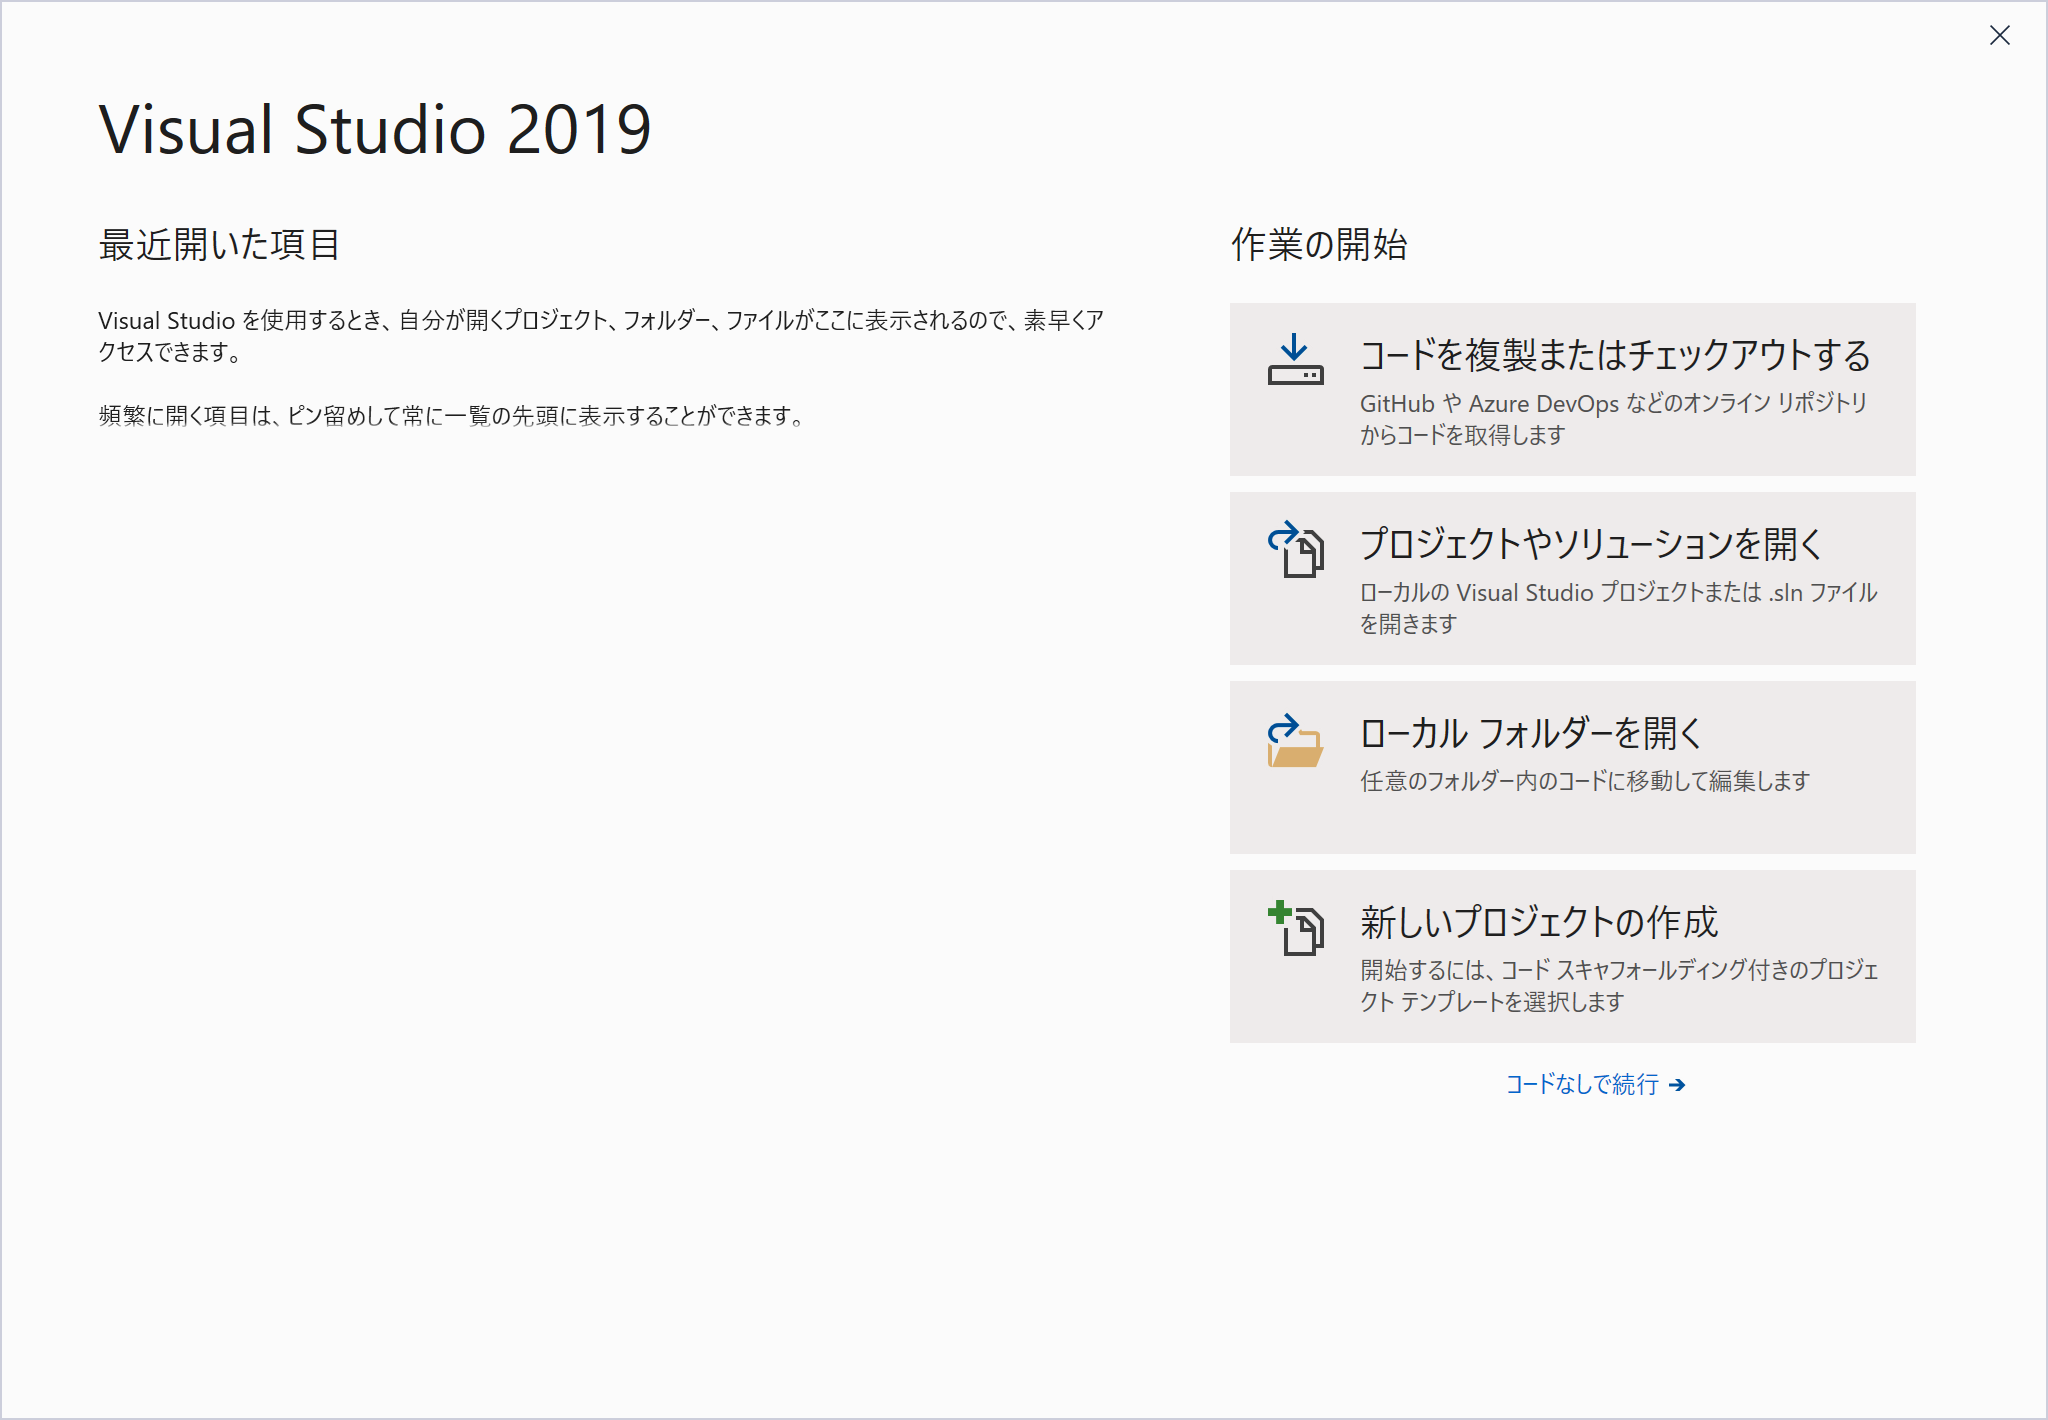 Visual Studio 2019
最近開いた項目
Visual Studio を使用するとき、自分が開くプロジェクト、フォルダー、ファイルがここに表示されるので、素早くア
クセスできます。
頻繁に開く項目は、ピン留めして常に一覧の先頭に表示することができます。
作業の開始
コードを複製またはチェックアウトする
GitHub や Azure DevOps などのオンライン リポジトリ
からコードを取得します
プロジェクトやソリューションを開く
ローカルの Visual Studio プロジェクトまたは .sln ファイル
を開きます
ローカル フォルダーを開く
任意のフォルダー内のコードに移動して編集します
新しいプロジェクトの作成
開始するには、コード スキャフォールディング付きのプロジェ
クト テンプレートを選択します
コードなしで続行 →